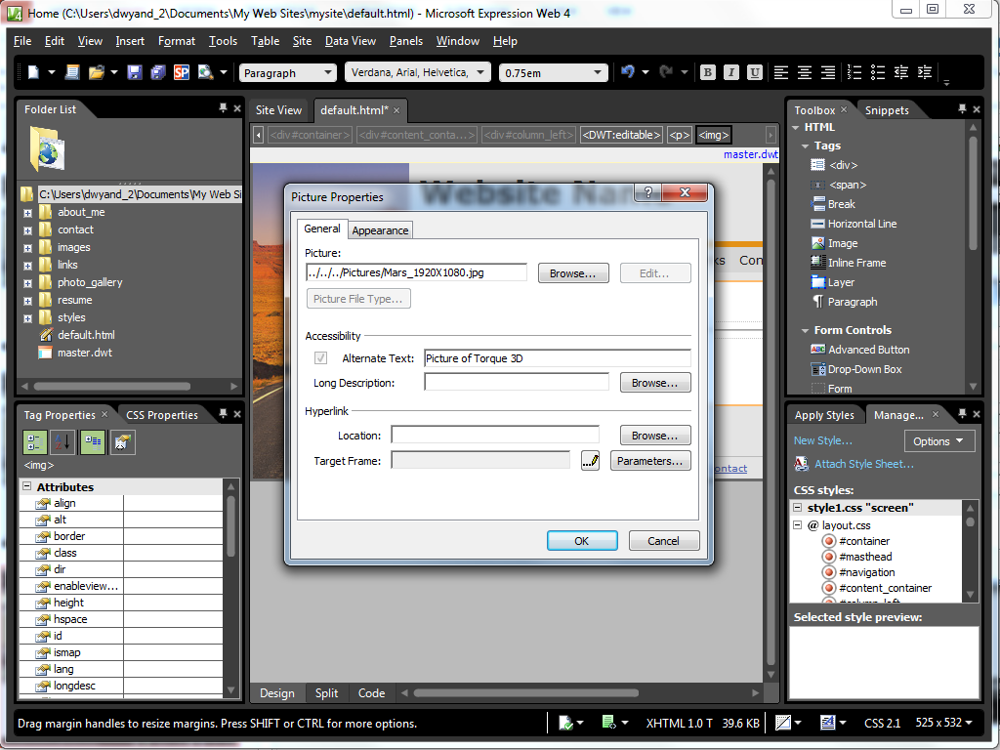 Home (C:\Users\dwyand_2\Documents\My Web Sites\mysite\default.html) - Microsoft Expression Web 4
File Edit View Insert Format Tools Table Site Data View Panels Window Help
SP Paragraph Verdana, Arial, Helvetica, 0.75em B I U
Folder List
C:\Users\dwyand_2\Documents\My Web Si
about_me
contact
images
links
photo_gallery
resume
styles
default.html
master.dwt
Tag Properties CSS Properties
<img>
Attributes
align
alt
border
class
dir
enableview...
height
hspace
id
ismap
lang
longdesc
Site View default.html*
<div#container> <div#content_conta...> <div#column_left> <DWT:editable> <p> <img>
master.dwt
Website Name
ks Con
ontact
Picture Properties
General Appearance
Picture:
../../../Pictures/Mars_1920X1080.jpg Browse... Edit...
Picture File Type...
Accessibility
Alternate Text: Picture of Torque 3D
Long Description: Browse...
Hyperlink
Location: Browse...
Target Frame: Parameters...
OK Cancel
Design Split Code
Toolbox Snippets
HTML
Tags
<div>
<span>
Break
Horizontal Line
Image
Inline Frame
Layer
Paragraph
Form Controls
Advanced Button
Drop-Down Box
Form
Apply Styles Manage...
New Style... Options
Attach Style Sheet...
CSS styles:
style1.css "screen"
@ layout.css
#container
#masthead
#navigation
#content_container
#column_left
Selected style preview:
Drag margin handles to resize margins. Press SHIFT or CTRL for more options. XHTML 1.0 T 39.6 KB CSS 2.1 525 x 532